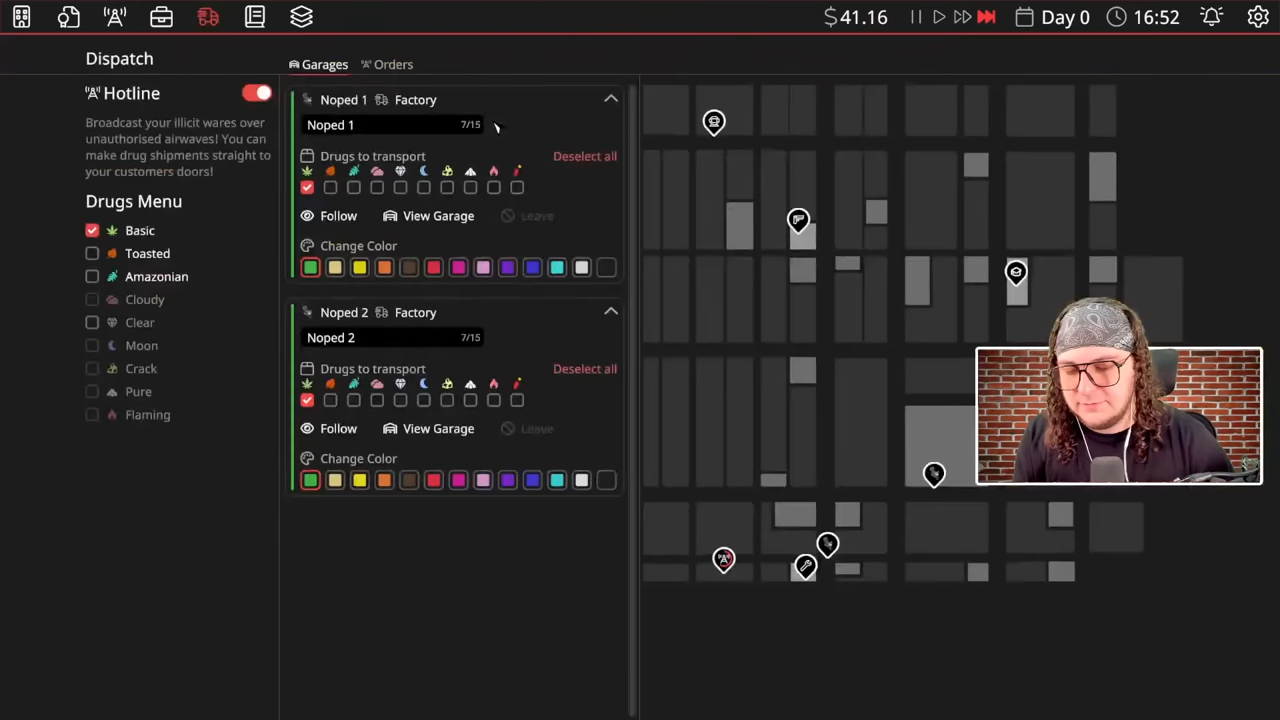 $ 41.16
Day 0
16:52
Dispatch
Garages
Orders
Hotline
Broadcast your illicit wares over
unauthorised airwaves! You can
make drug shipments straight to
your customers doors!
Drugs Menu
Basic
Toasted
Amazonian
Cloudy
Clear
Moon
Crack
Pure
Flaming
Noped 1 Factory
Noped 1 7/15
Drugs to transport Deselect all
Follow View Garage Leave
Change Color
Noped 2 Factory
Noped 2 7/15
Drugs to transport Deselect all
Follow View Garage Leave
Change Color